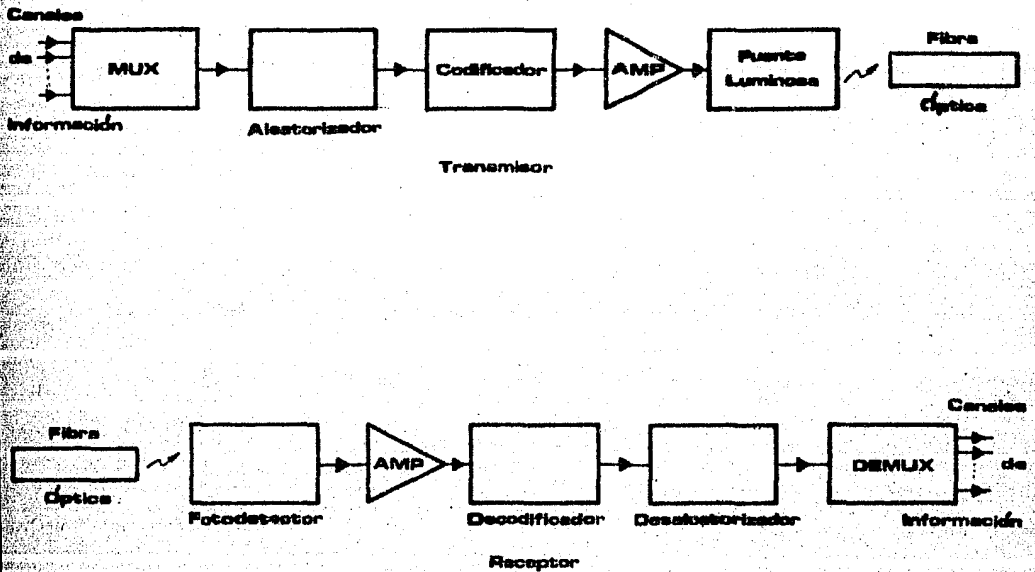 Canales
de
Información
MUX
Aleatorizador
Codificador
AMP
Fuente
Luminosa
Fibra
Óptica
Transmisor
Fibra
Óptica
Fotodetector
AMP
Decodificador
Desaleatorizador
DEMUX
Canales
de
Información
Receptor